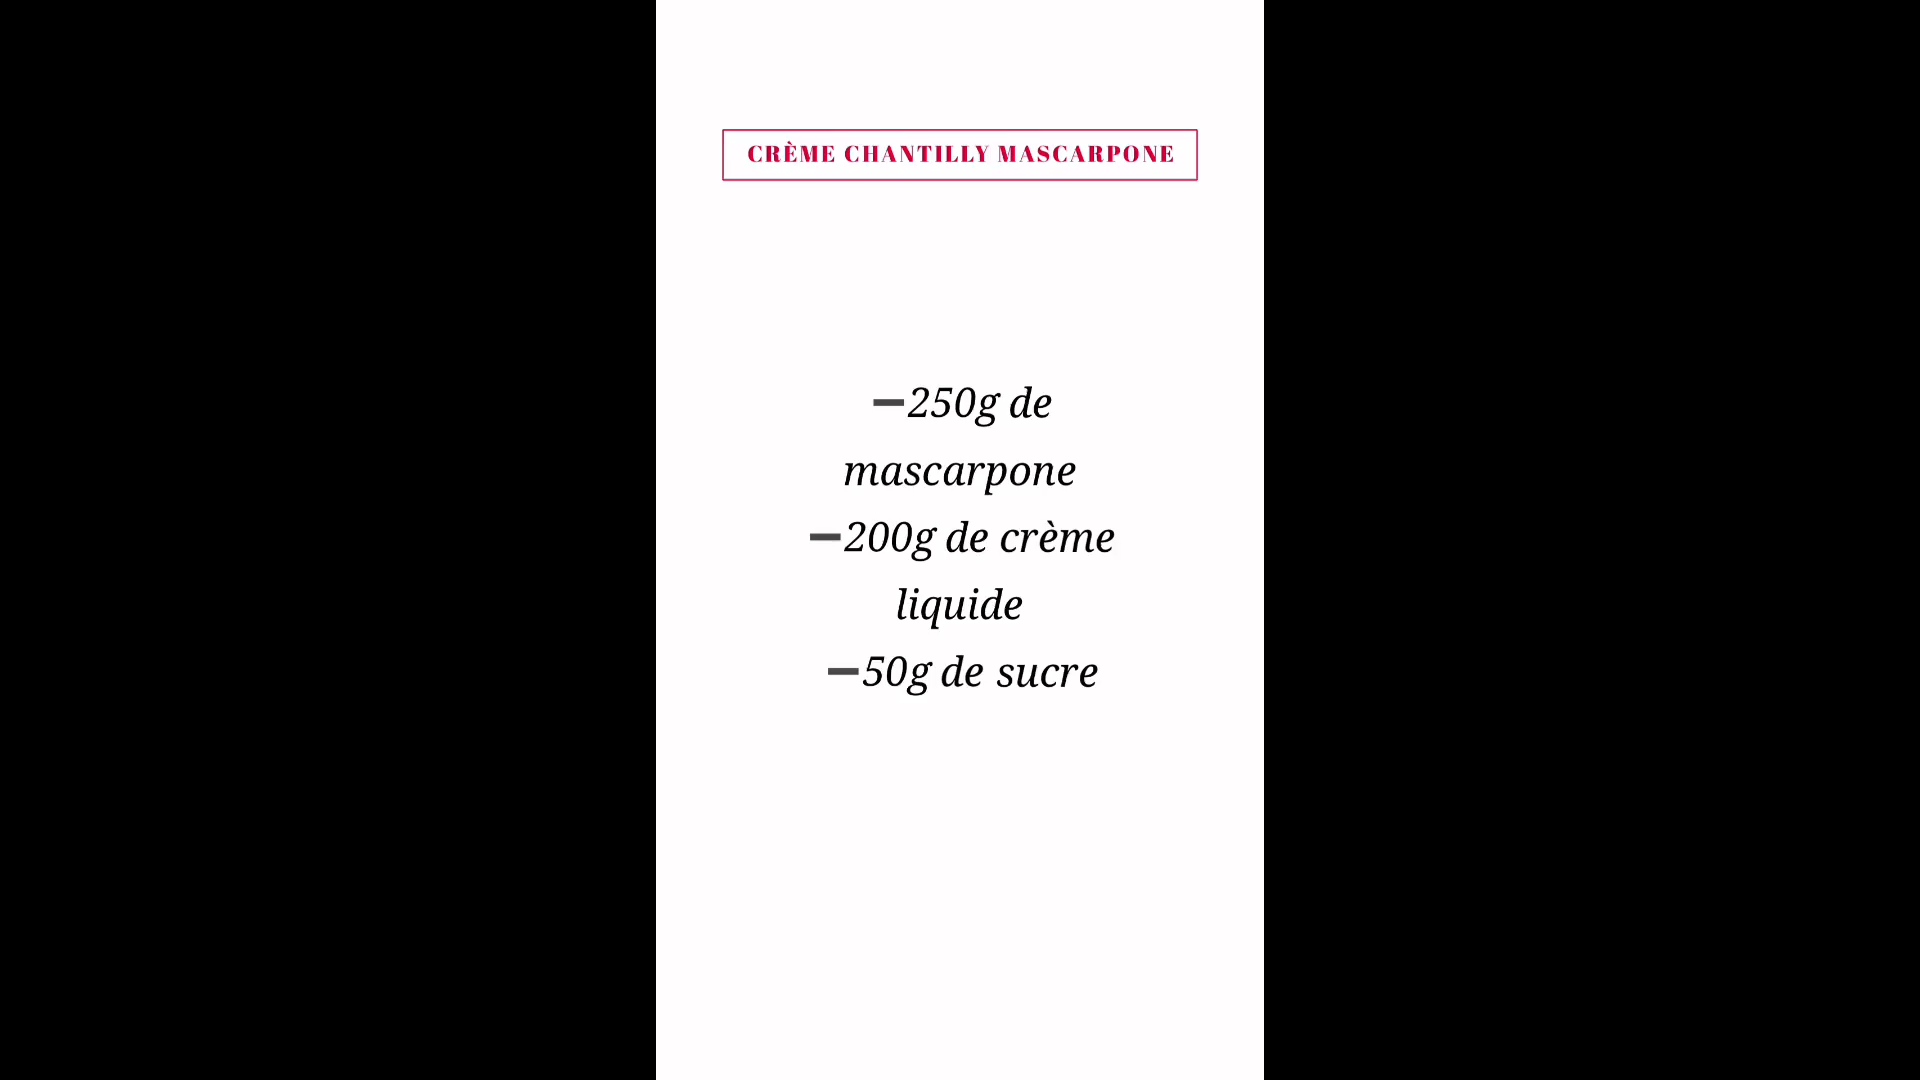 CRÈME CHANTILLY MASCARPONE
➖250g de
mascarpone
➖200g de crème
liquide
➖50g de sucre